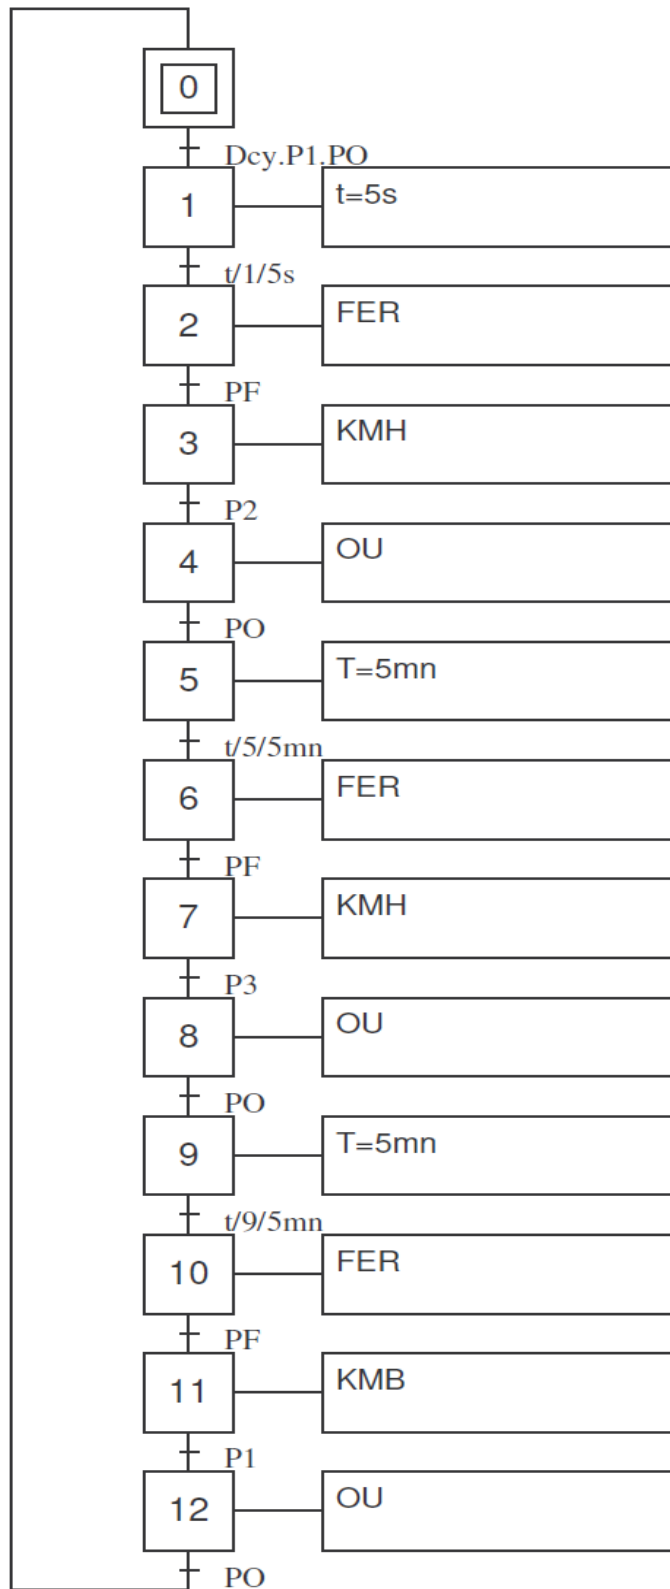 0
Dcy.P1.PO
1
t=5s
t/1/5s
2
FER
PF
3
KMH
P2
4
OU
PO
5
T=5mn
t/5/5mn
6
FER
PF
7
KMH
P3
8
OU
PO
9
T=5mn
t/9/5mn
10
FER
PF
11
KMB
P1
12
OU
PO